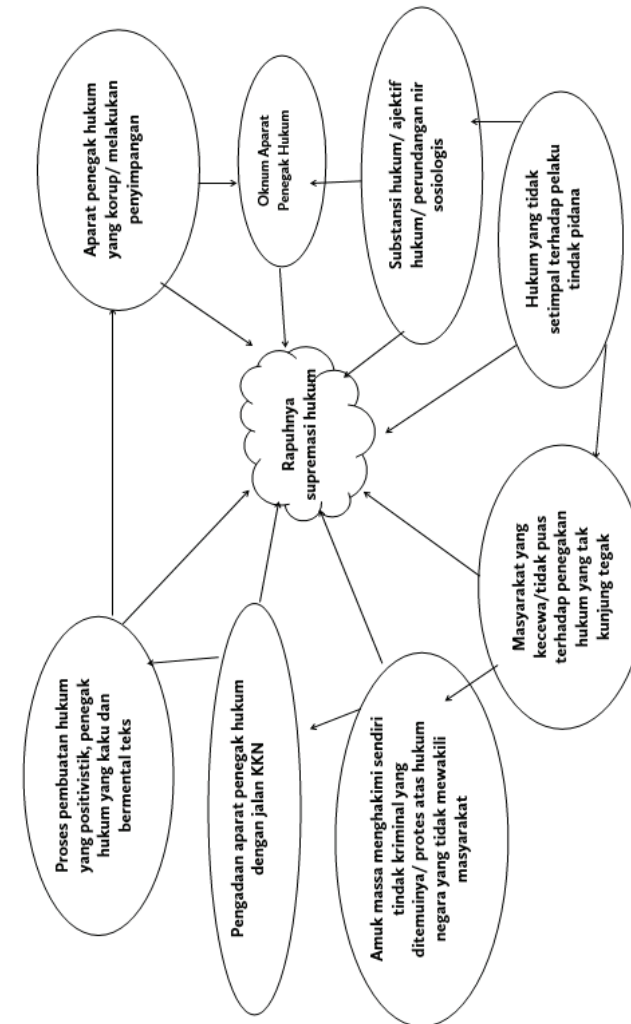 Proses pembuatan hukum
yang positivistik, penegak
hukum yang kaku dan
bermental teks
Aparat penegak hukum
yang korup/ melakukan
penyimpangan
Pengadaan aparat penegak hukum
dengan jalan KKN
Oknum Aparat
Penegak Hukum
Rapuhnya
supremasi hukum
Amuk massa menghakimi sendiri
tindak kriminal yang
ditemuinya/ protes atas hukum
negara yang tidak mewakili
masyarakat
Substansi hukum/ ajektif
hukum/ perundangan nir
sosiologis
Masyarakat yang
kecewa/tidak puas
terhadap penegakan
hukum yang tak
kunjung tegak
Hukum yang tidak
setimpal terhadap pelaku
tindak pidana